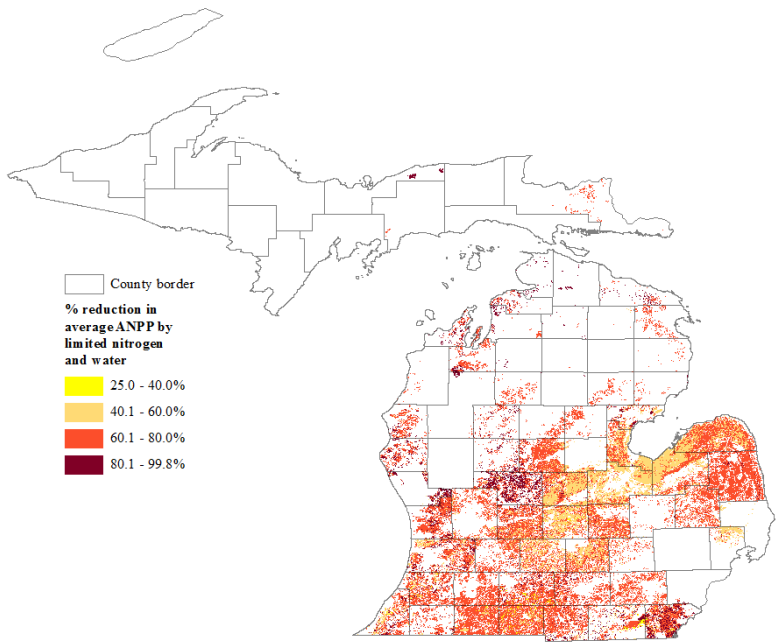 County border
% reduction in
average ANPP by
limited nitrogen
and water
25.0 - 40.0%
40.1 - 60.0%
60.1 - 80.0%
80.1 - 99.8%